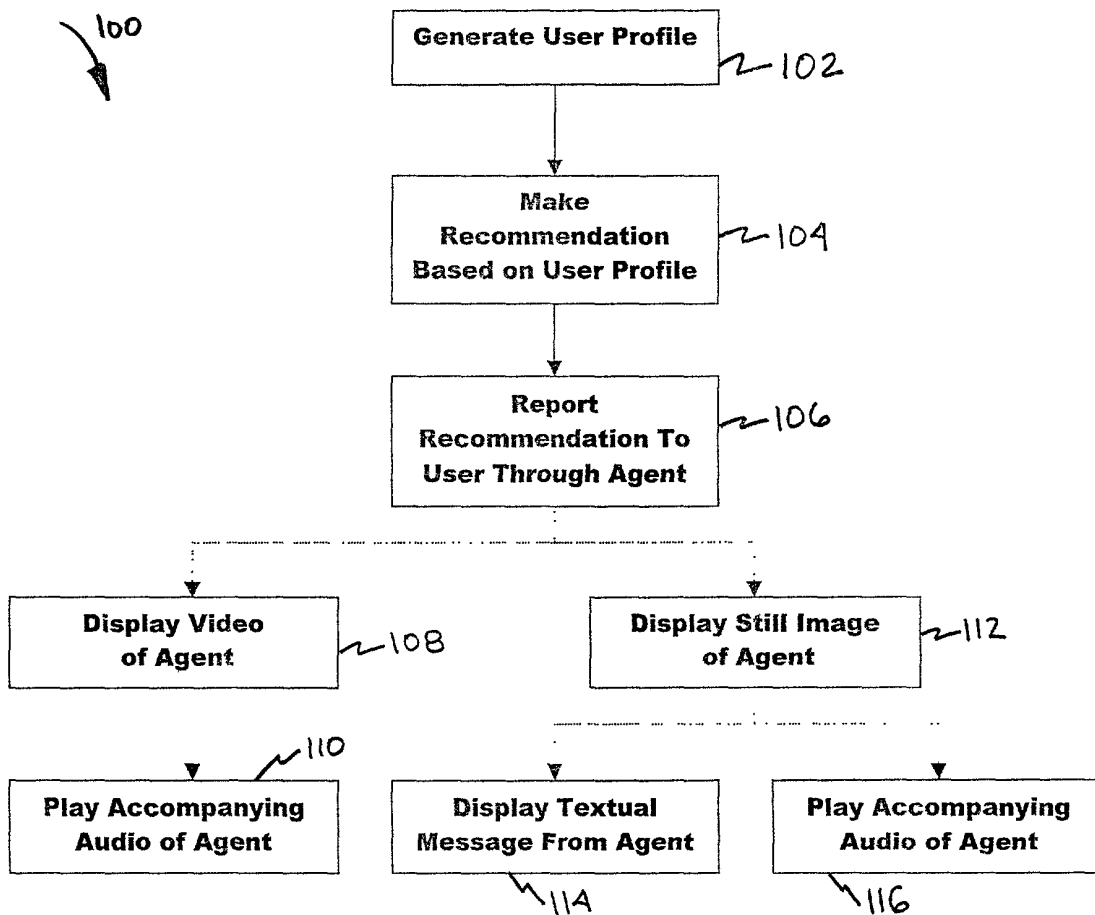 100
Generate User Profile
102
Make
Recommendation
Based on User Profile
104
Report
Recommendation To
User Through Agent
106
Display Video
of Agent
108
Display Still Image
of Agent
112
110
Play Accompanying
Audio of Agent
Display Textual
Message From Agent
114
Play Accompanying
Audio of Agent
116